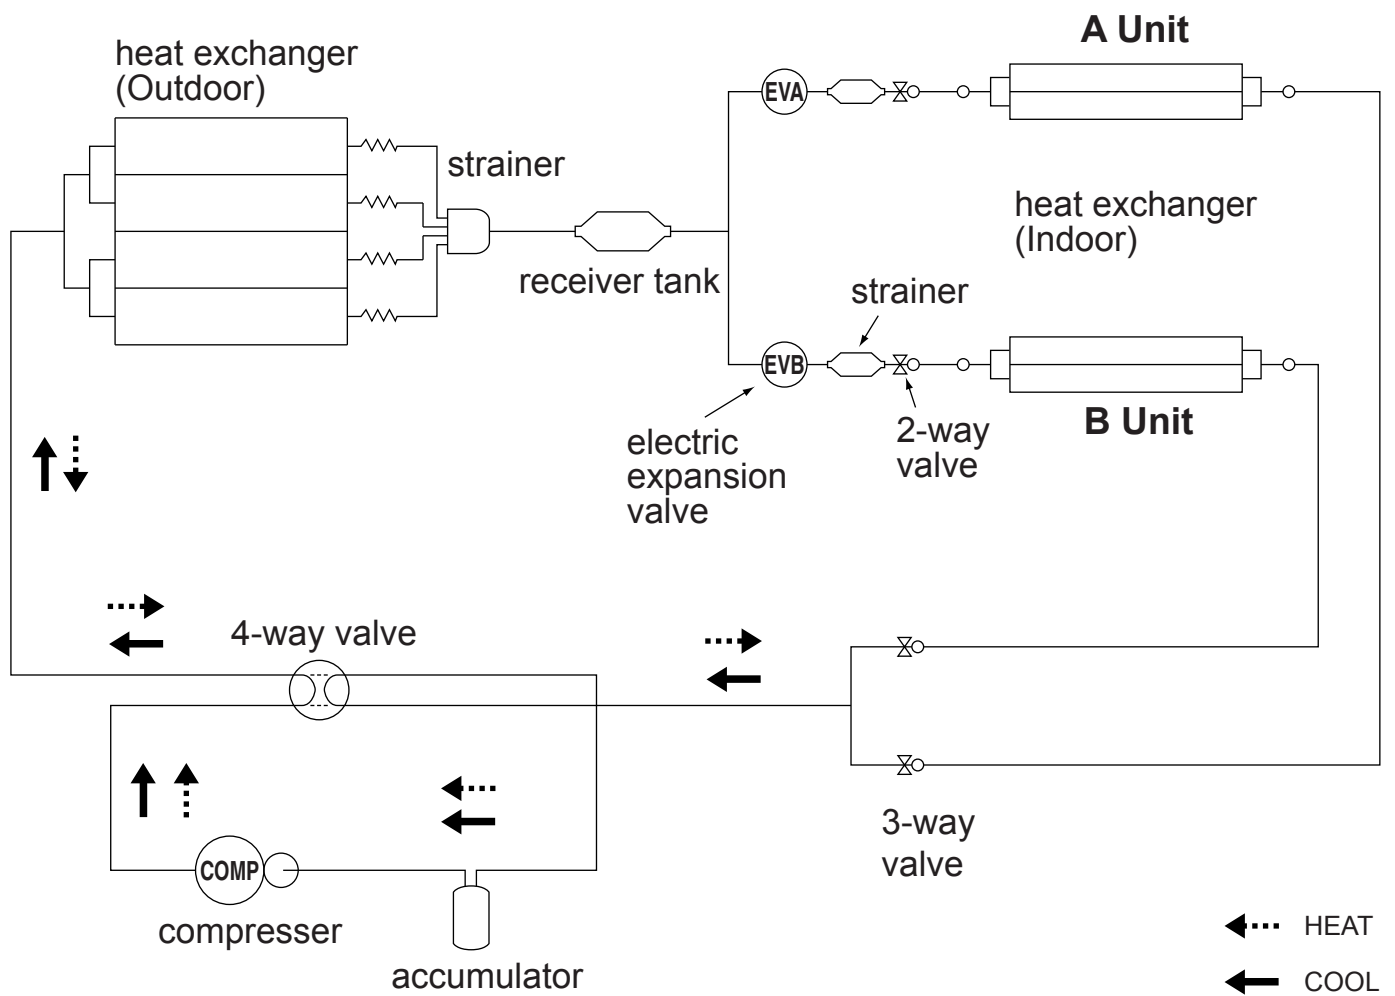 A Unit
heat exchanger
(Outdoor)
EVA
strainer
heat exchanger
(Indoor)
receiver tank
strainer
EVB
B Unit
2-way
valve
electric
expansion
valve
4-way valve
3-way
valve
COMP
compresser
accumulator
HEAT
COOL